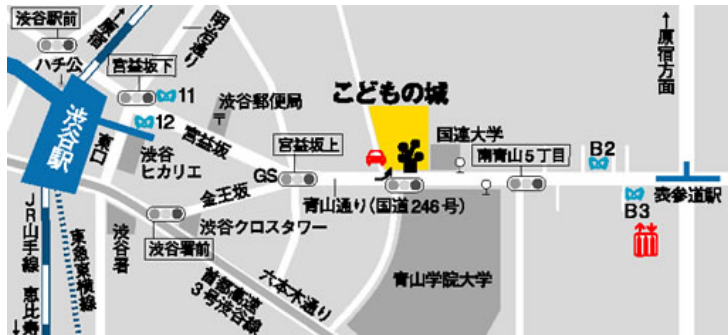 渋谷駅前
↑原宿
ハチ公
明治通り
宮益坂下
11
12
渋谷駅
東口
渋谷
ヒカリエ
渋谷郵便局
〒
宮益坂
宮益坂上
GS
金王坂
渋谷クロスタワー
渋谷署前
渋谷署
JR山手線
恵比寿
↓
東急東横線
首都高速
3号渋谷線
六本木通り
青山通り(国道246号)
こどもの城
国連大学
南青山5丁目
青山学院大学
↑原宿方面
B2
B3
表参道駅